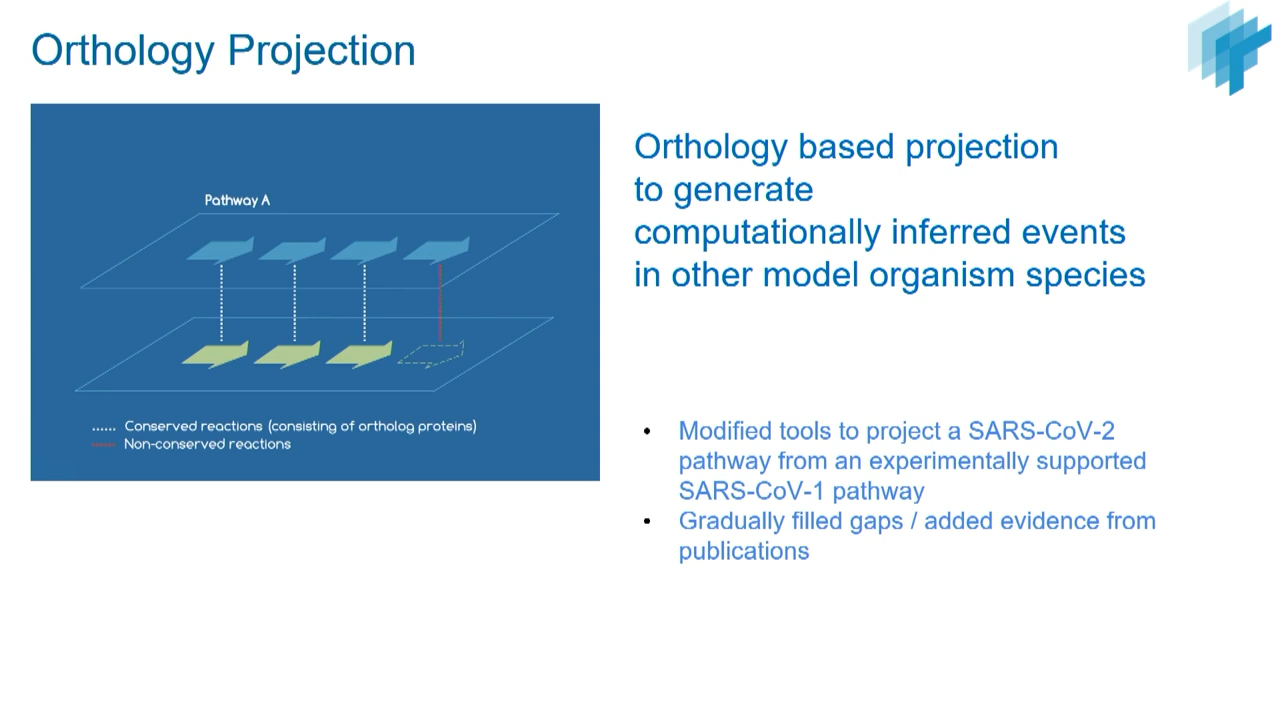 Orthology Projection
Pathway A
...... Conserved reactions (consisting of ortholog proteins)
...... Non-conserved reactions
Orthology based projection
to generate
computationally inferred events
in other model organism species
• Modified tools to project a SARS-CoV-2
pathway from an experimentally supported
SARS-CoV-1 pathway
• Gradually filled gaps / added evidence from
publications